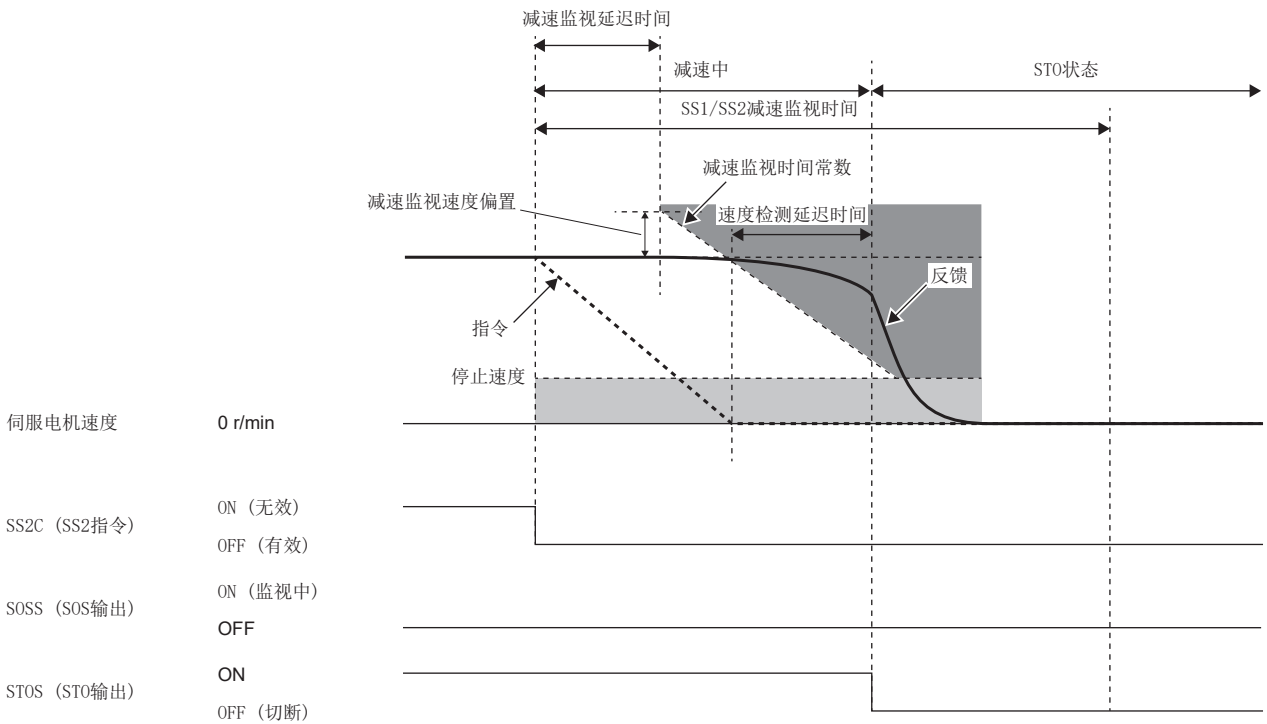 减速监视延迟时间
减速中
STO状态
SS1/SS2减速监视时间
减速监视时间常数
减速监视速度偏置
速度检测延迟时间
反馈
指令
停止速度
伺服电机速度
0 r/min
SS2C (SS2指令)
ON (无效)
OFF (有效)
SOSS (SOS输出)
ON (监视中)
OFF
STOS (STO输出)
ON
OFF (切断)